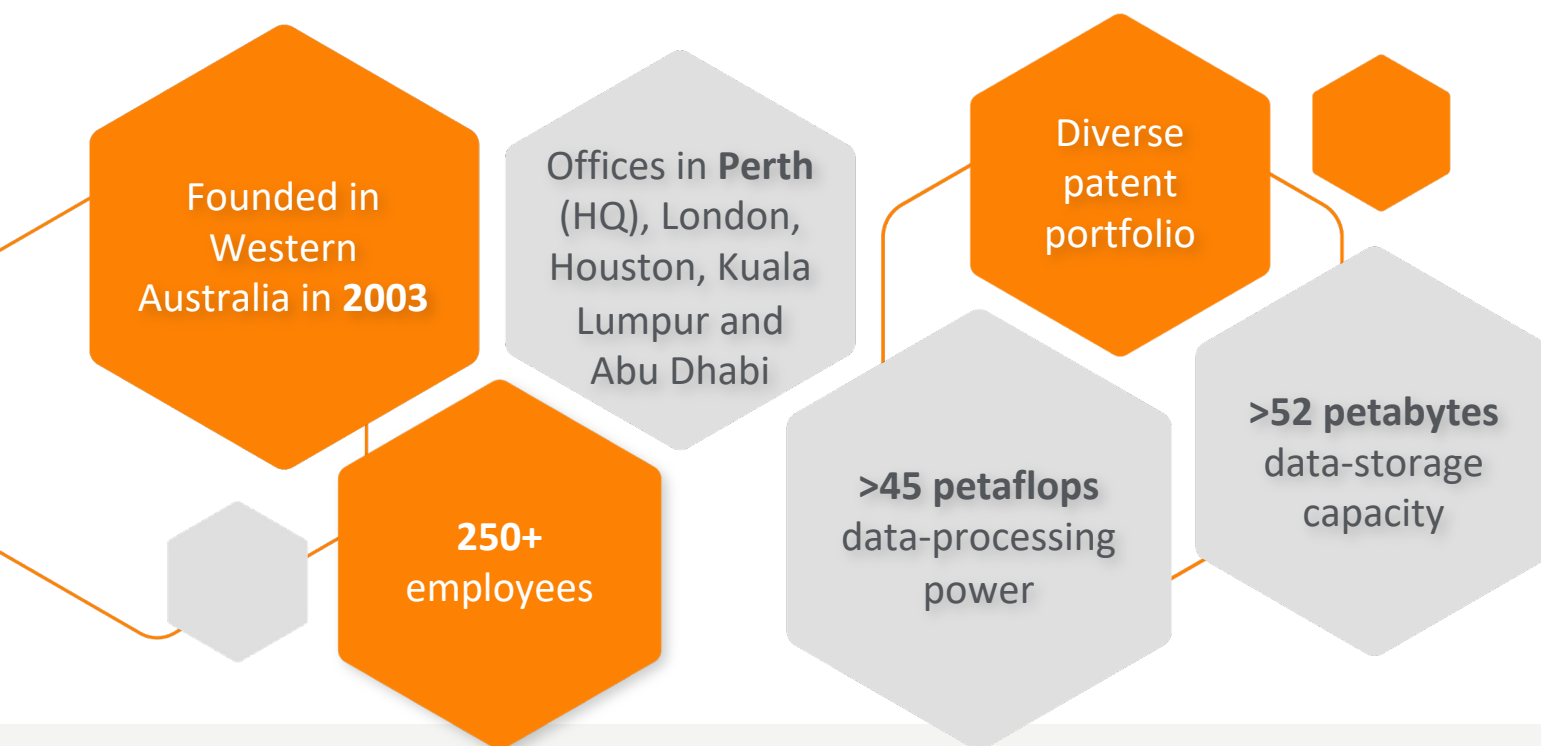 Founded in
Western
Australia in 2003
Offices in Perth
(HQ), London,
Houston, Kuala
Lumpur and
Abu Dhabi
Diverse
patent
portfolio
250+
employees
>45 petaflops
data-processing
power
>52 petabytes
data-storage
capacity